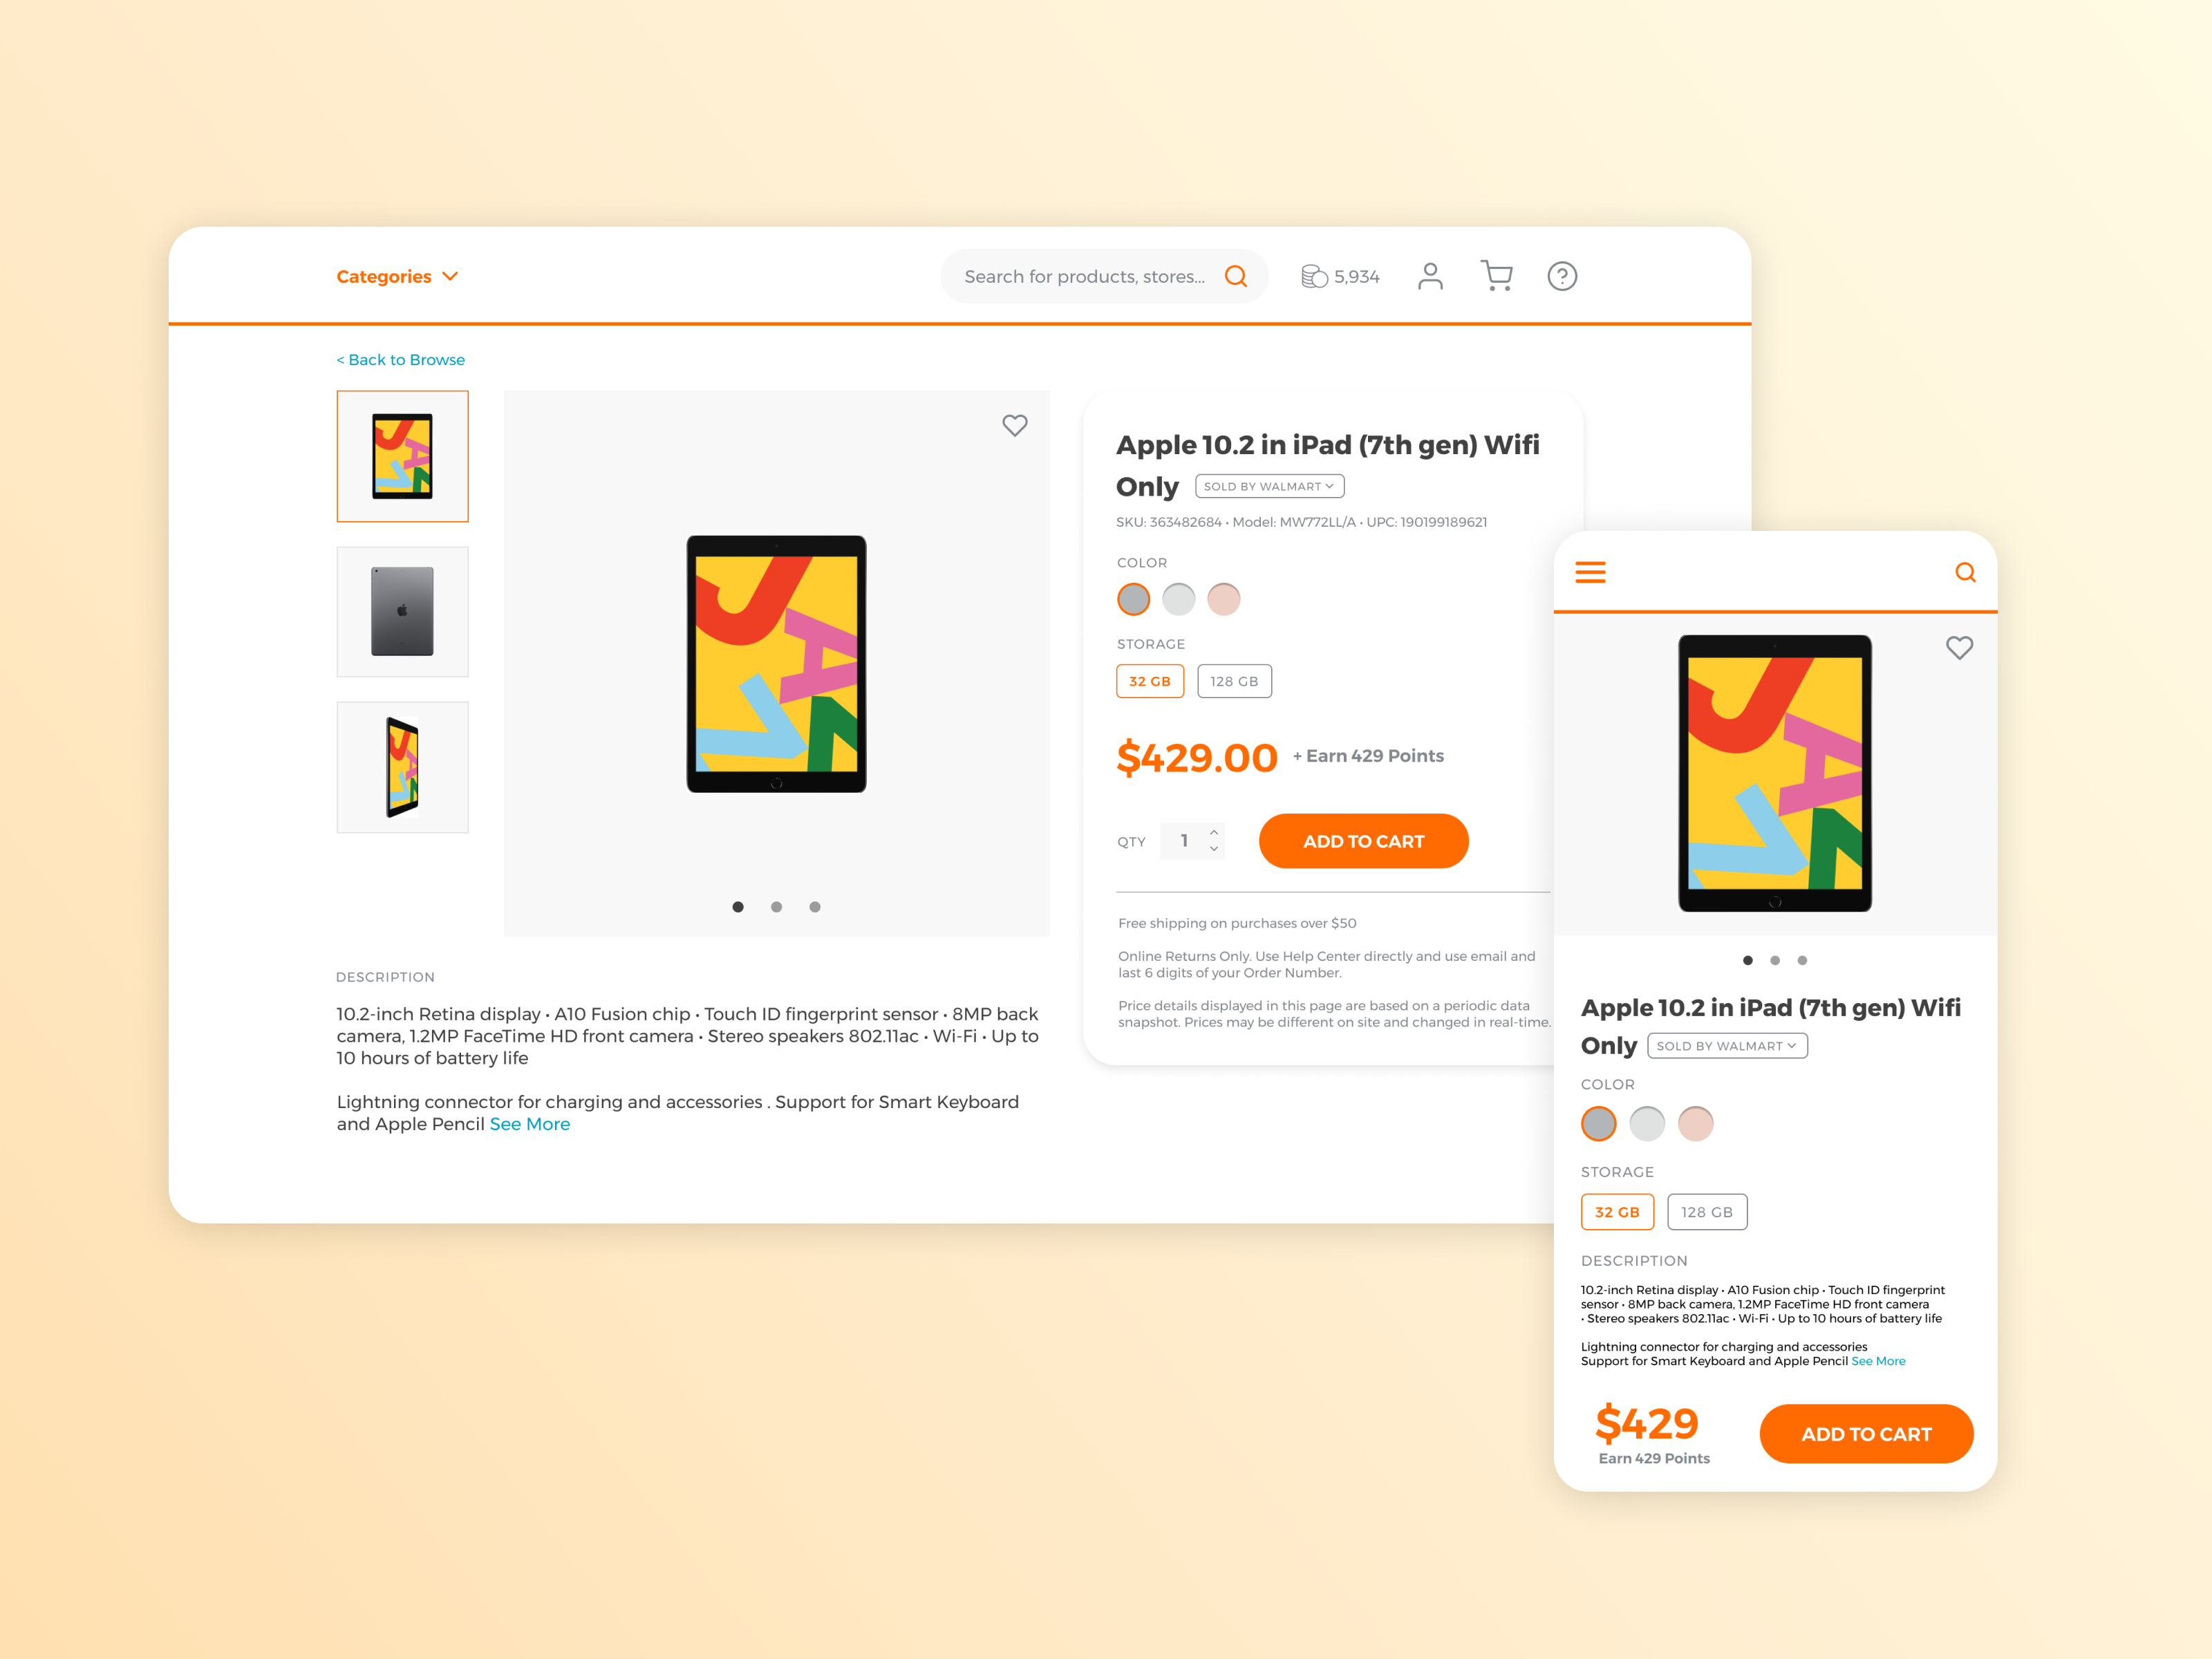 Categories
Search for products, stores...
5,934
< Back to Browse
Apple 10.2 in iPad (7th gen) Wifi
Only
SOLD BY WALMART
SKU: 363482684 • Model: MW772LL/A • UPC: 190199189621
COLOR
STORAGE
32 GB
128 GB
$429.00
+ Earn 429 Points
QTY
1
ADD TO CART
Free shipping on purchases over $50
Online Returns Only. Use Help Center directly and use email and
last 6 digits of your Order Number.
Price details displayed in this page are based on a periodic data
snapshot. Prices may be different on site and changed in real-time.
DESCRIPTION
10.2-inch Retina display • A10 Fusion chip • Touch ID fingerprint sensor • 8MP back
camera, 1.2MP FaceTime HD front camera • Stereo speakers 802.11ac • Wi-Fi • Up to
10 hours of battery life
Lightning connector for charging and accessories . Support for Smart Keyboard
and Apple Pencil See More
Apple 10.2 in iPad (7th gen) Wifi
Only
SOLD BY WALMART
COLOR
STORAGE
32 GB
128 GB
DESCRIPTION
10.2-inch Retina display • A10 Fusion chip • Touch ID fingerprint
sensor • 8MP back camera, 1.2MP FaceTime HD front camera
• Stereo speakers 802.11ac • Wi-Fi • Up to 10 hours of battery life
Lightning connector for charging and accessories
Support for Smart Keyboard and Apple Pencil See More
$429
Earn 429 Points
ADD TO CART